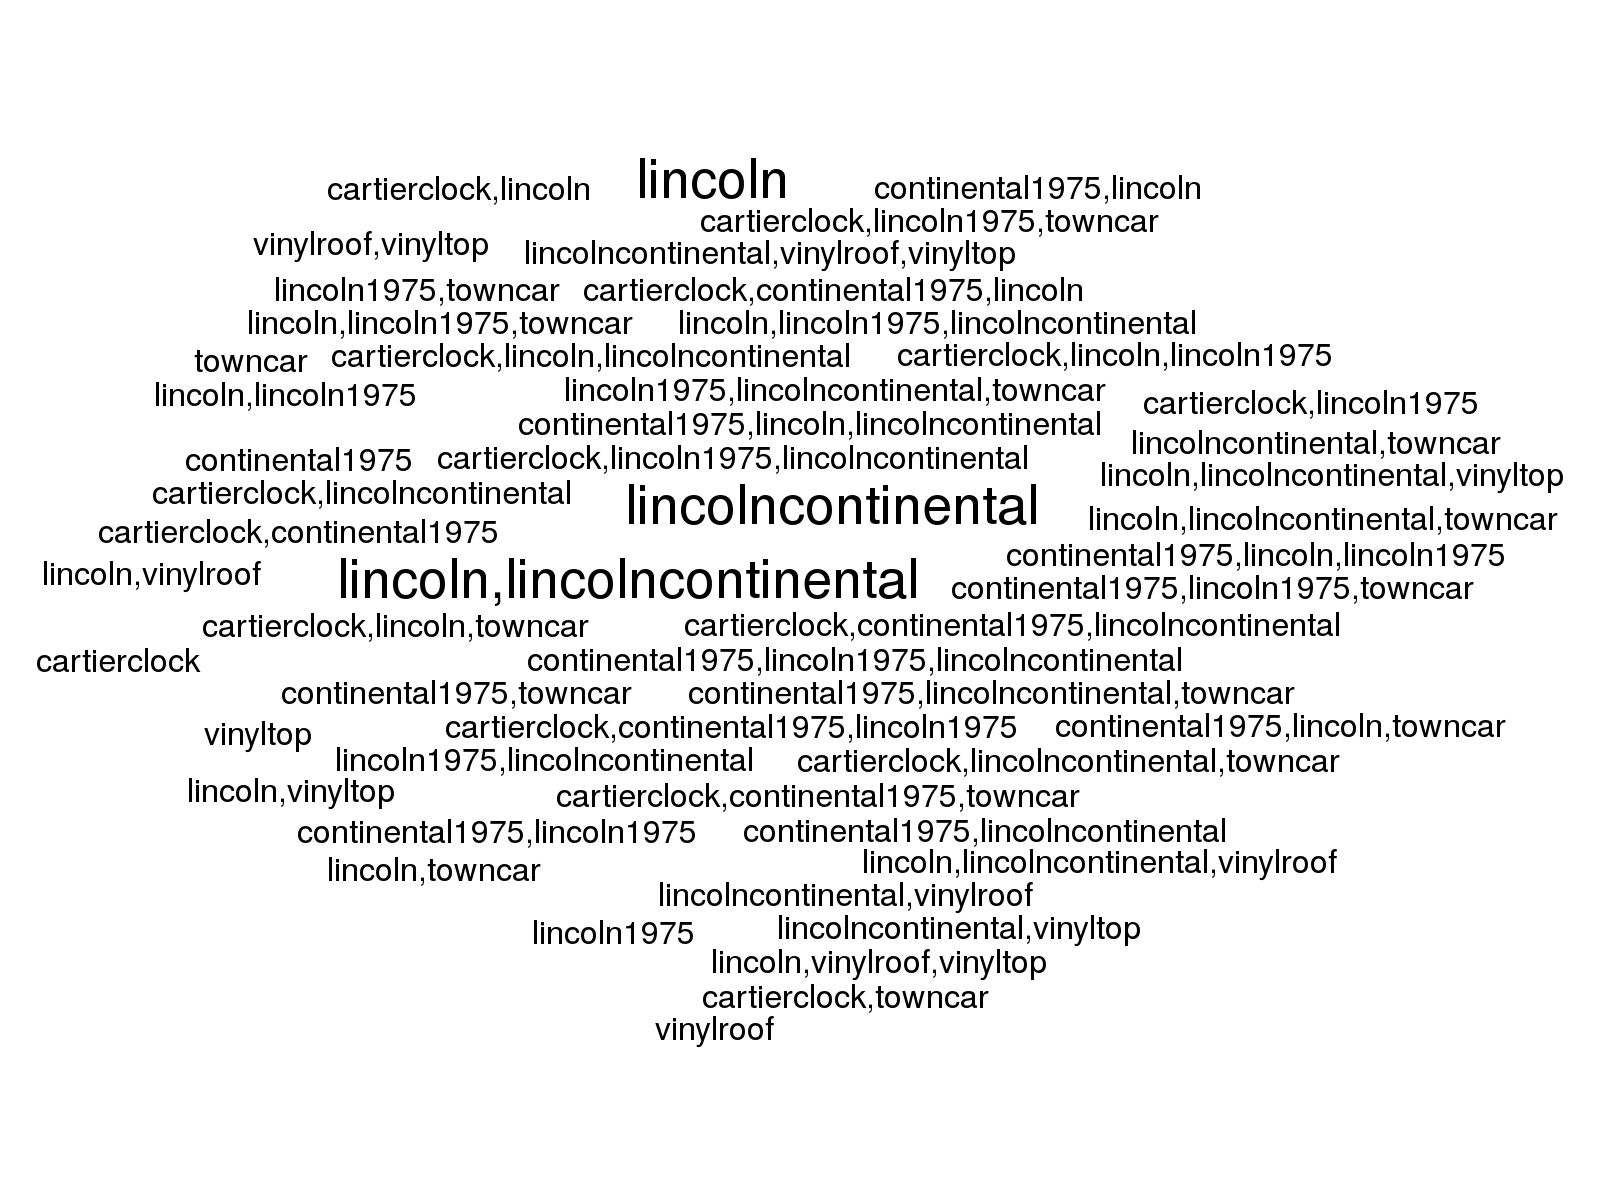 lincoln
cartierclock,lincoln
continental1975,lincoln
cartierclock,lincoln1975,towncar
vinylroof,vinyltop
lincolncontinental,vinylroof,vinyltop
lincoln1975,towncar
cartierclock,continental1975,lincoln
lincoln,lincoln1975,towncar
lincoln,lincoln1975,lincolncontinental
towncar
cartierclock,lincoln,lincolncontinental
cartierclock,lincoln,lincoln1975
lincoln,lincoln1975
lincoln1975,lincolncontinental,towncar
cartierclock,lincoln1975
continental1975,lincoln,lincolncontinental
lincolncontinental,towncar
continental1975
cartierclock,lincoln1975,lincolncontinental
lincoln,lincolncontinental,vinyltop
cartierclock,lincolncontinental
lincolncontinental
lincoln,lincolncontinental,towncar
cartierclock,continental1975
continental1975,lincoln,lincoln1975
lincoln,vinylroof
lincoln,lincolncontinental
continental1975,lincoln1975,towncar
cartierclock,lincoln,towncar
cartierclock,continental1975,lincolncontinental
cartierclock
continental1975,lincoln1975,lincolncontinental
continental1975,towncar
continental1975,lincolncontinental,towncar
vinyltop
cartierclock,continental1975,lincoln1975
continental1975,lincoln,towncar
lincoln1975,lincolncontinental
cartierclock,lincolncontinental,towncar
lincoln,vinyltop
cartierclock,continental1975,towncar
continental1975,lincoln1975
continental1975,lincolncontinental
lincoln,towncar
lincoln,lincolncontinental,vinylroof
lincolncontinental,vinylroof
lincoln1975
lincolncontinental,vinyltop
lincoln,vinylroof,vinyltop
cartierclock,towncar
vinylroof